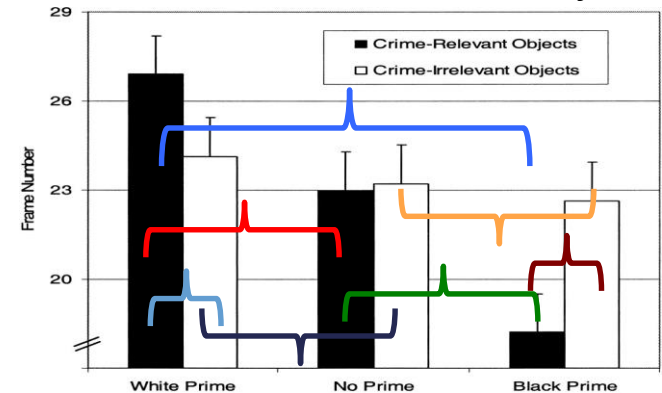 29
Crime-Relevant Objects
Crime-Irrelevant Objects
26
23
20
Frame Number
White Prime
No Prime
Black Prime